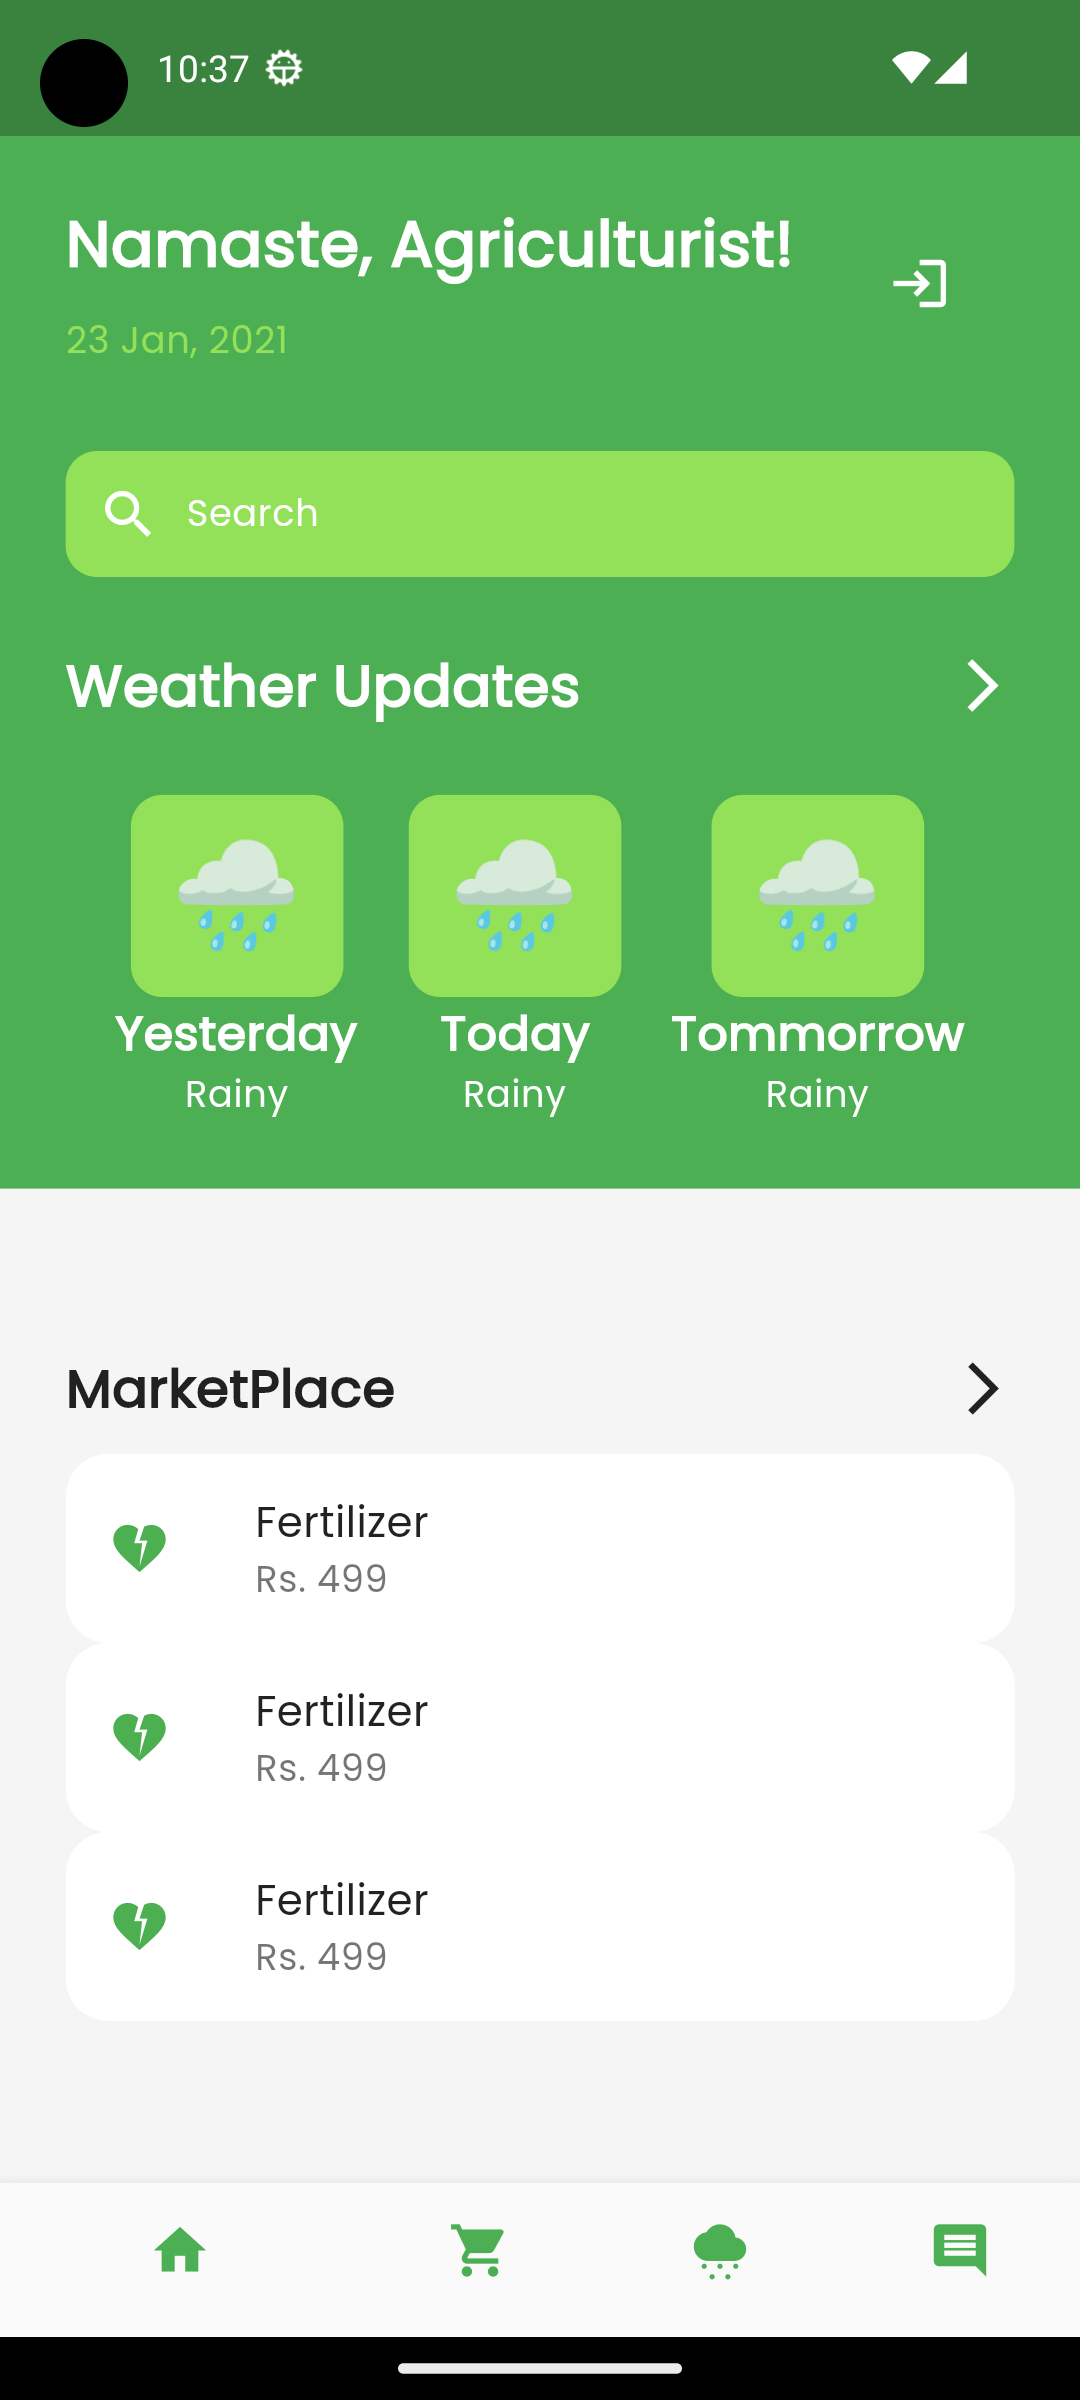 10:37
Namaste, Agriculturist!
23 Jan, 2021
Search
Weather Updates
Yesterday Today Tommorrow
Rainy Rainy Rainy
MarketPlace
Fertilizer
Rs. 499
Fertilizer
Rs. 499
Fertilizer
Rs. 499